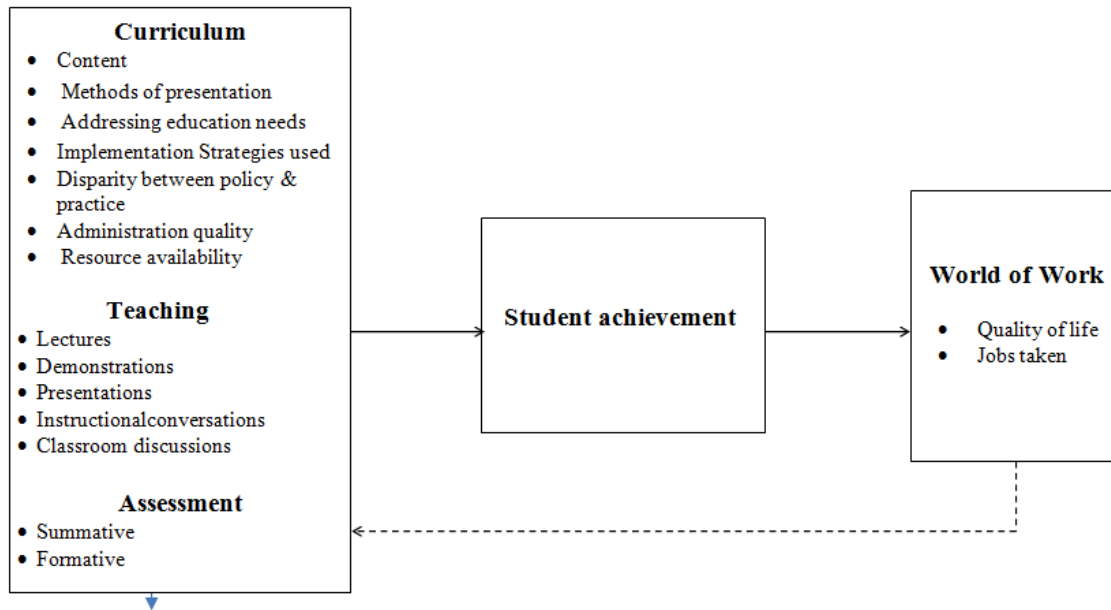 Curriculum
• Content
• Methods of presentation
• Addressing education needs
• Implementation Strategies used
• Disparity between policy &
practice
• Administration quality
• Resource availability
Teaching
• Lectures
• Demonstrations
• Presentations
• Instructionalconversations
• Classroom discussions
Assessment
• Summative
• Formative
Student achievement
World of Work
• Quality of life
• Jobs taken